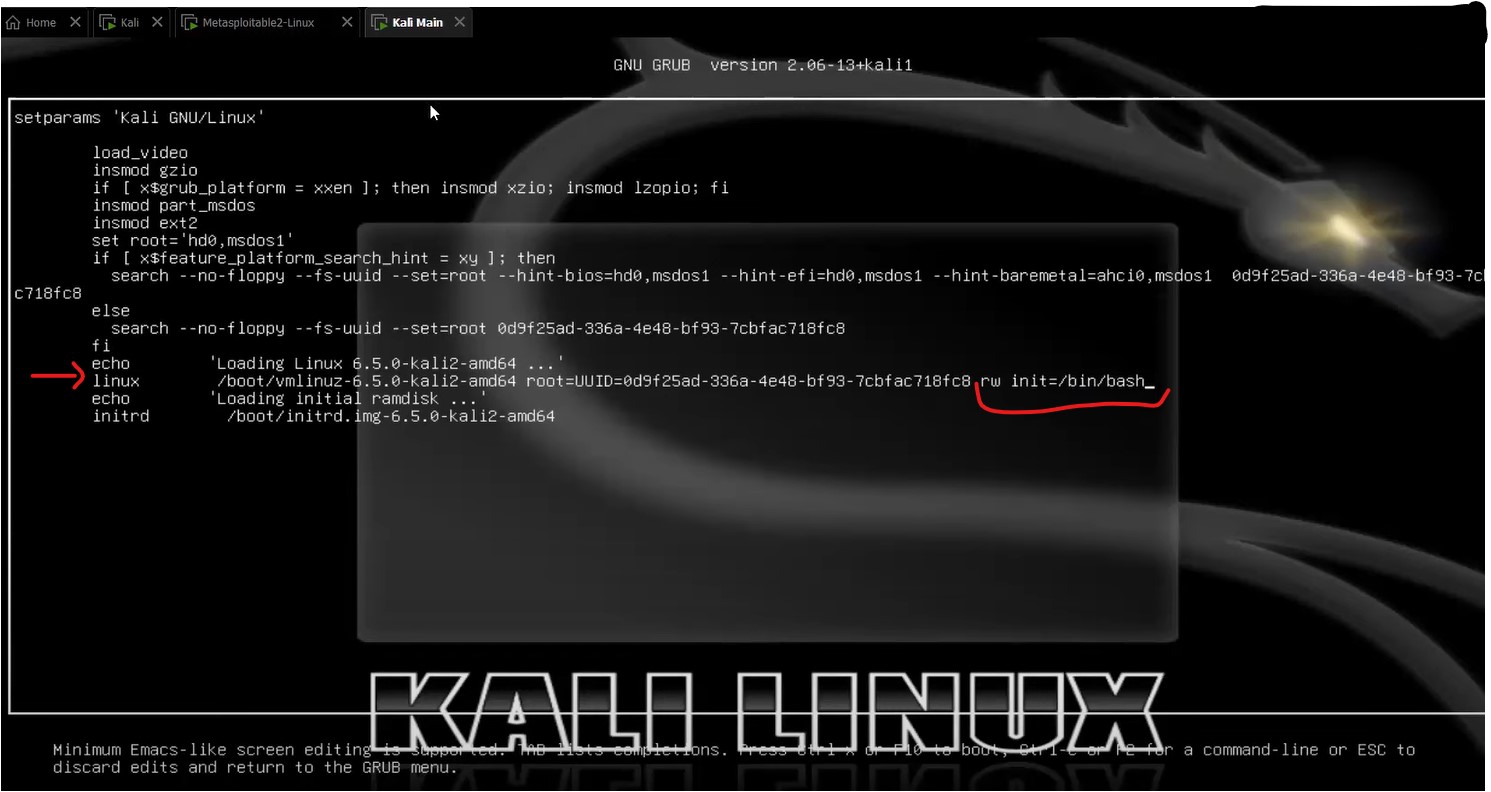 Home Kali Metasploitable2-Linux Kali Main
GNU GRUB version 2.06-13+kali1
setparams 'Kali GNU/Linux'
load_video
insmod gzio
if [ x$grub_platform = xxen ]; then insmod xzio; insmod lzopio; fi
insmod part_msdos
insmod ext2
set root='hd0,msdos1'
if [ x$feature_platform_search_hint = xy ]; then
search --no-floppy --fs-uuid --set=root --hint-bios=hd0,msdos1 --hint-efi=hd0,msdos1 --hint-baremetal=ahci0,msdos1 0d9f25ad-336a-4e48-bf93-7cb
c718fc8
else
search --no-floppy --fs-uuid --set=root 0d9f25ad-336a-4e48-bf93-7cbfac718fc8
fi
echo 'Loading Linux 6.5.0-kali2-amd64 ...'
linux /boot/vmlinuz-6.5.0-kali2-amd64 root=UUID=0d9f25ad-336a-4e48-bf93-7cbfac718fc8 rw init=/bin/bash_
echo 'Loading initial ramdisk ...'
initrd /boot/initrd.img-6.5.0-kali2-amd64
KALI LINUX
Minimum Emacs-like screen editing is supported. TAB lists completions. Press Ctrl-x or F10 to boot, Ctrl-c or F2 for a command-line or ESC to
discard edits and return to the GRUB menu.